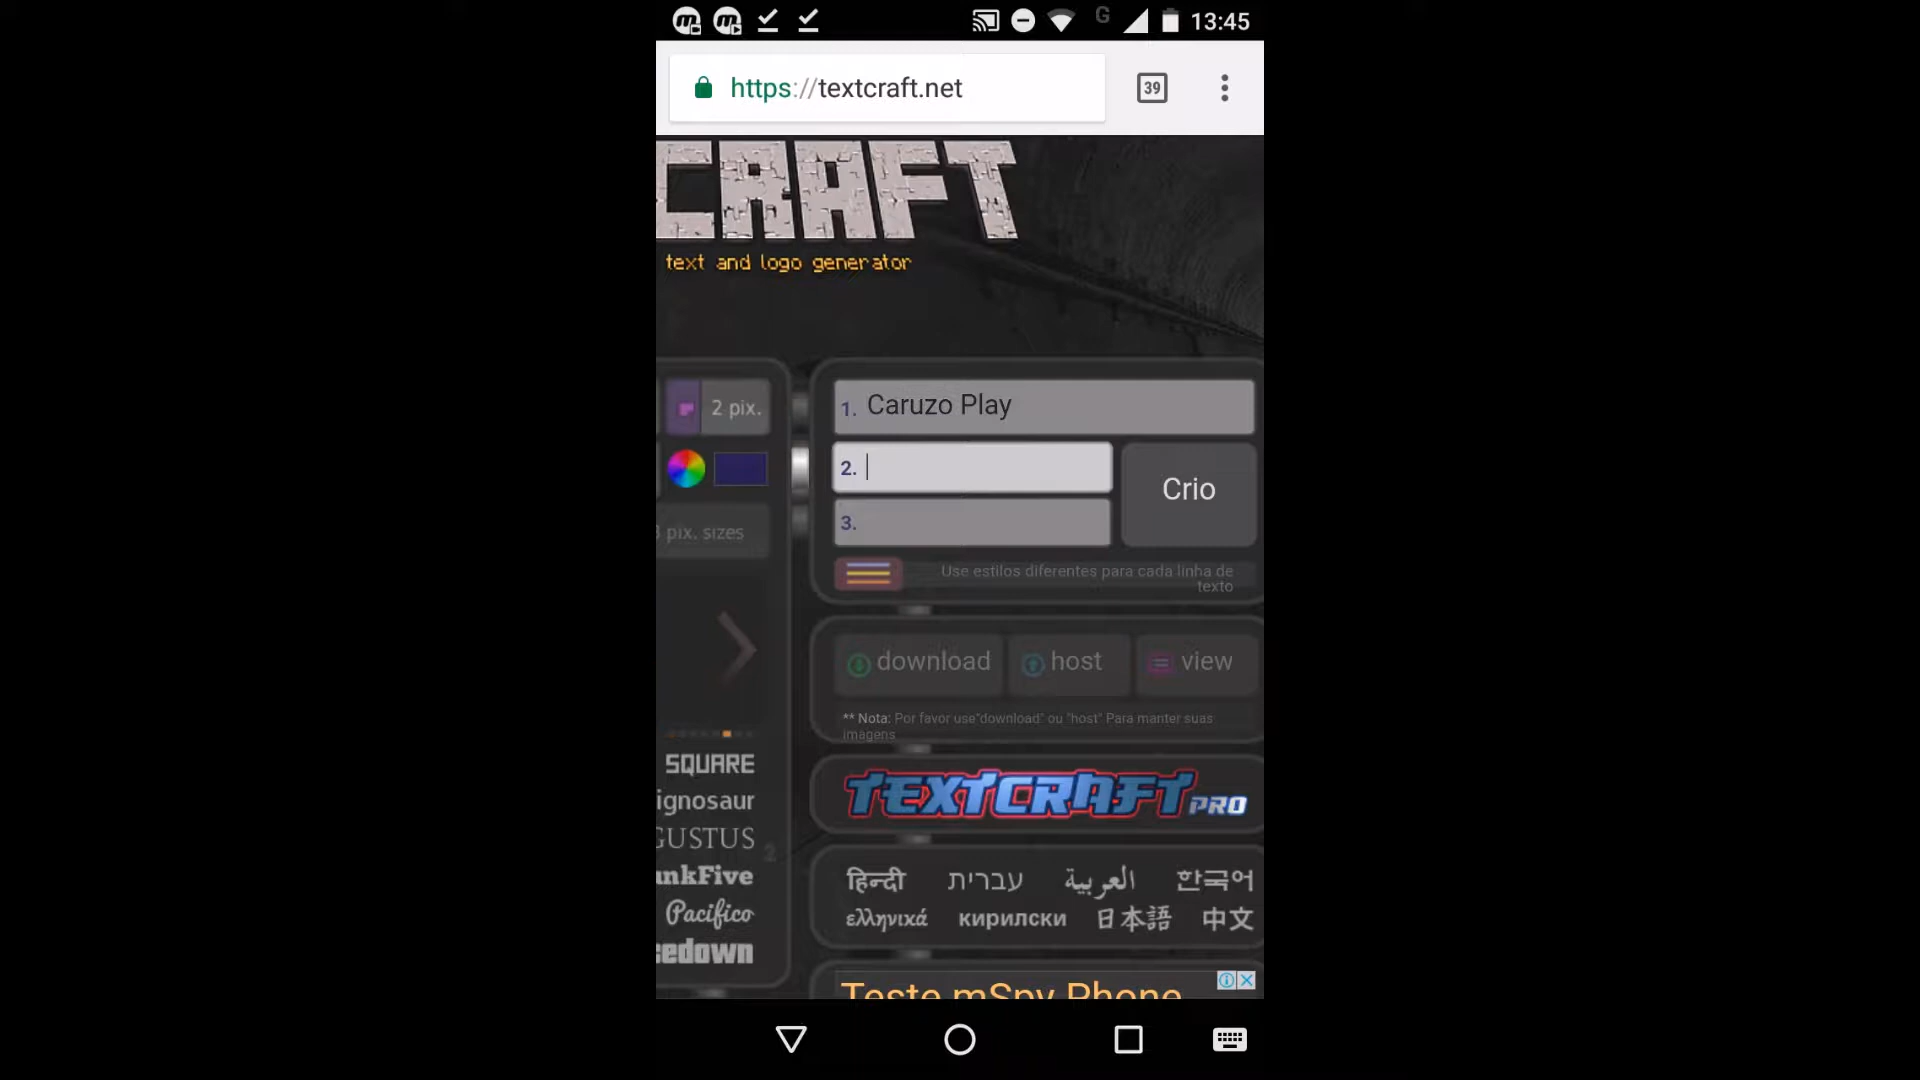 G 13:45
https://textcraft.net 39
CRAFT
text and logo generator
2 pix.
1. Caruzo Play
2.
Crio
3.
pix. sizes
Use estilos diferentes para cada linha de
texto
download host view
** Nota: Por favor use"download" ou "host" Para manter suas
imagens
SQUARE
ignosaur
GUSTUS
2
nkFive
Pacifico
cedown
TEXTCRAFT PRO
हिन्दी עברית العربية 한국어
ελληνικά кирилски 日本語 中文
Teste mSpy Phone